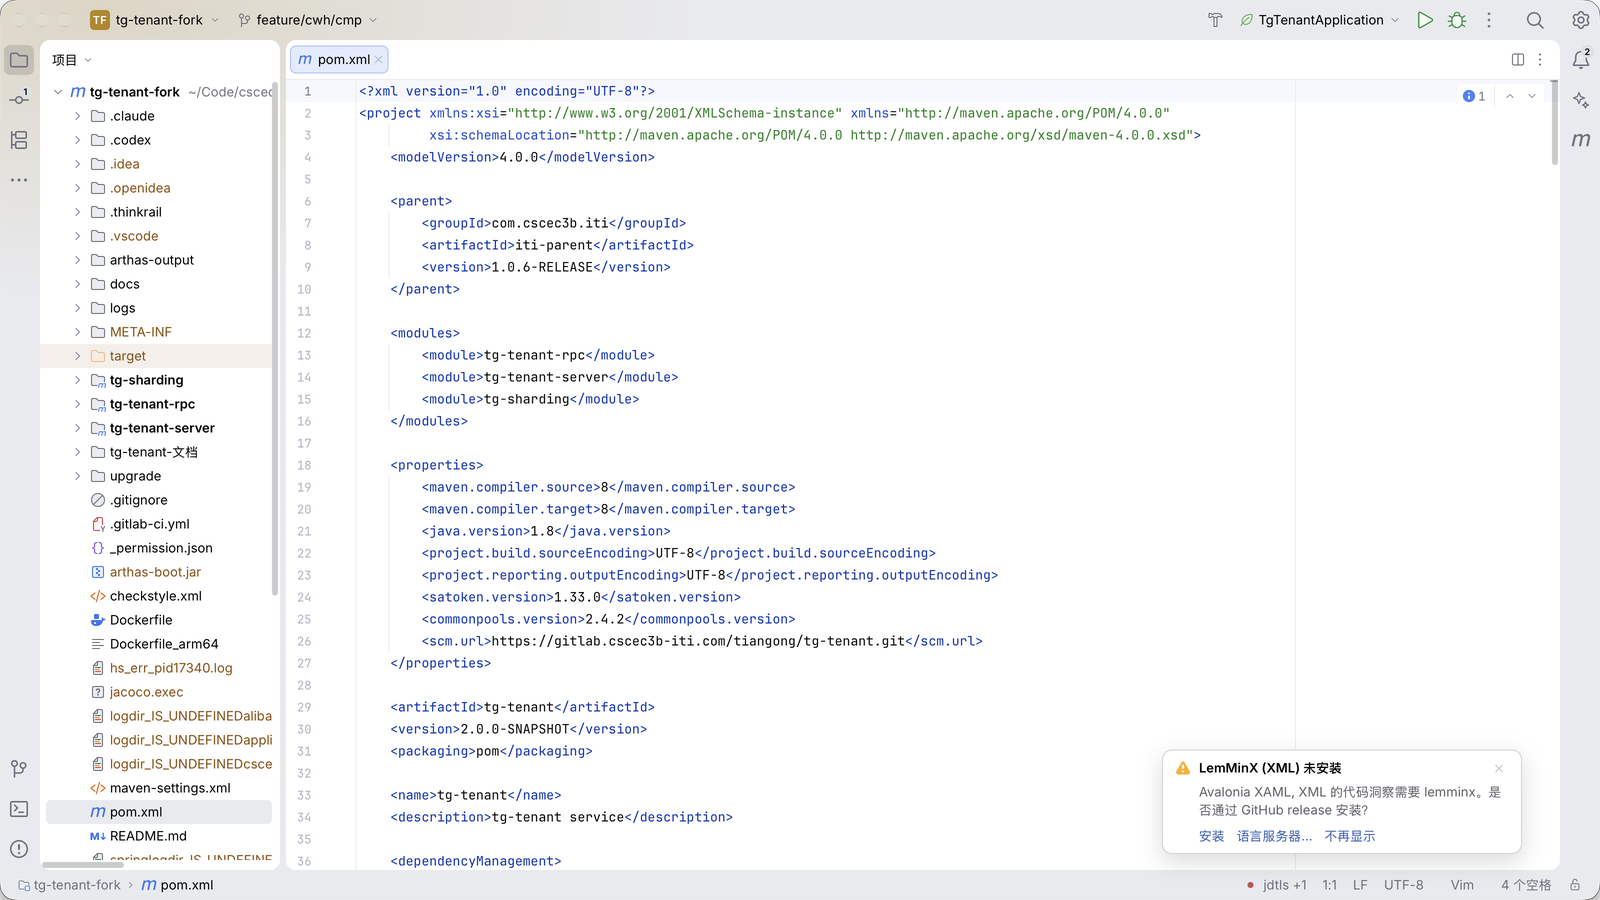 TF tg-tenant-fork feature/cwh/cmp TgTenantApplication
项目
pom.xml
2
tg-tenant-fork ~/Code/csced
1
.claude
.codex
.idea
.openidea
.thinkrail
.vscode
arthas-output
docs
logs
META-INF
target
tg-sharding
tg-tenant-rpc
tg-tenant-server
tg-tenant-文档
upgrade
.gitignore
.gitlab-ci.yml
_permission.json
arthas-boot.jar
checkstyle.xml
Dockerfile
Dockerfile_arm64
hs_err_pid17340.log
jacoco.exec
logdir_IS_UNDEFINEDaliba
logdir_IS_UNDEFINEDappli
logdir_IS_UNDEFINEDcsce
maven-settings.xml
pom.xml
README.md
springlogdir_IS_UNDEFINE
1 <?xml version="1.0" encoding="UTF-8"?>
1
2 <project xmlns:xsi="http://www.w3.org/2001/XMLSchema-instance" xmlns="http://maven.apache.org/POM/4.0.0"
3 xsi:schemaLocation="http://maven.apache.org/POM/4.0.0 http://maven.apache.org/xsd/maven-4.0.0.xsd">
4 <modelVersion>4.0.0</modelVersion>
5
6 <parent>
7 <groupId>com.cscec3b.iti</groupId>
8 <artifactId>iti-parent</artifactId>
9 <version>1.0.6-RELEASE</version>
10 </parent>
11
12 <modules>
13 <module>tg-tenant-rpc</module>
14 <module>tg-tenant-server</module>
15 <module>tg-sharding</module>
16 </modules>
17
18 <properties>
19 <maven.compiler.source>8</maven.compiler.source>
20 <maven.compiler.target>8</maven.compiler.target>
21 <java.version>1.8</java.version>
22 <project.build.sourceEncoding>UTF-8</project.build.sourceEncoding>
23 <project.reporting.outputEncoding>UTF-8</project.reporting.outputEncoding>
24 <satoken.version>1.33.0</satoken.version>
25 <commonpools.version>2.4.2</commonpools.version>
26 <scm.url>https://gitlab.cscec3b-iti.com/tiangong/tg-tenant.git</scm.url>
27 </properties>
28
29 <artifactId>tg-tenant</artifactId>
30 <version>2.0.0-SNAPSHOT</version>
31 <packaging>pom</packaging>
32
33 <name>tg-tenant</name>
34 <description>tg-tenant service</description>
35
36 <dependencyManagement>
LemMinX (XML) 未安装
Avalonia XAML, XML 的代码洞察需要 lemminx。是
否通过 GitHub release 安装?
安装 语言服务器... 不再显示
tg-tenant-fork pom.xml jdtls +1 1:1 LF UTF-8 Vim 4 个空格